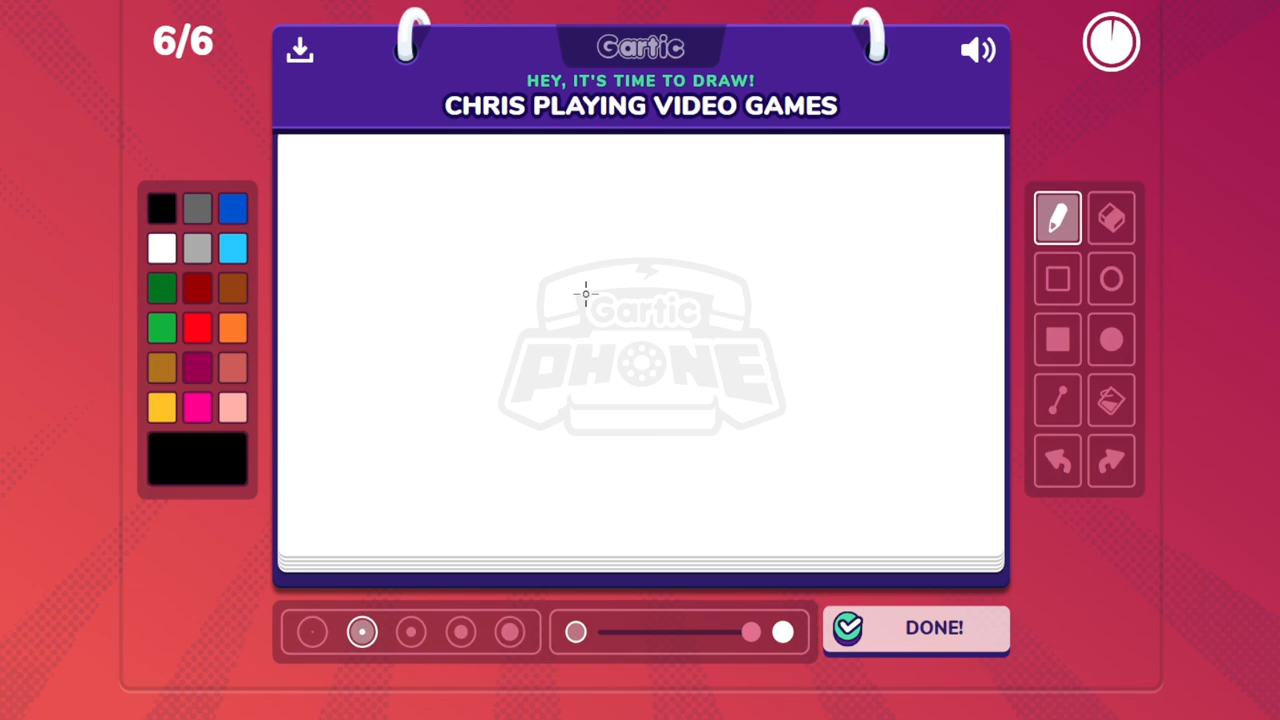 6/6
Gartic
HEY, IT'S TIME TO DRAW!
CHRIS PLAYING VIDEO GAMES
Gartic
PHONE
DONE!